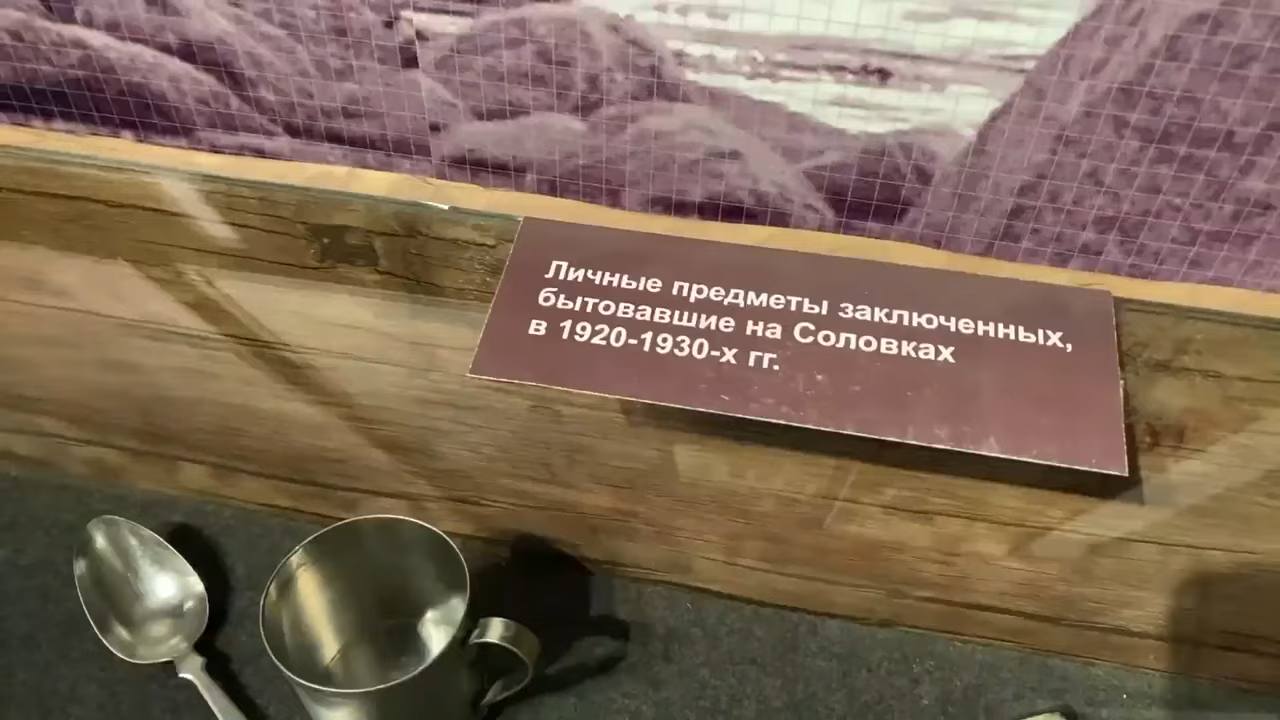 Личные предметы заключенных,
бытовавшие на Соловках
в 1920-1930-х гг.